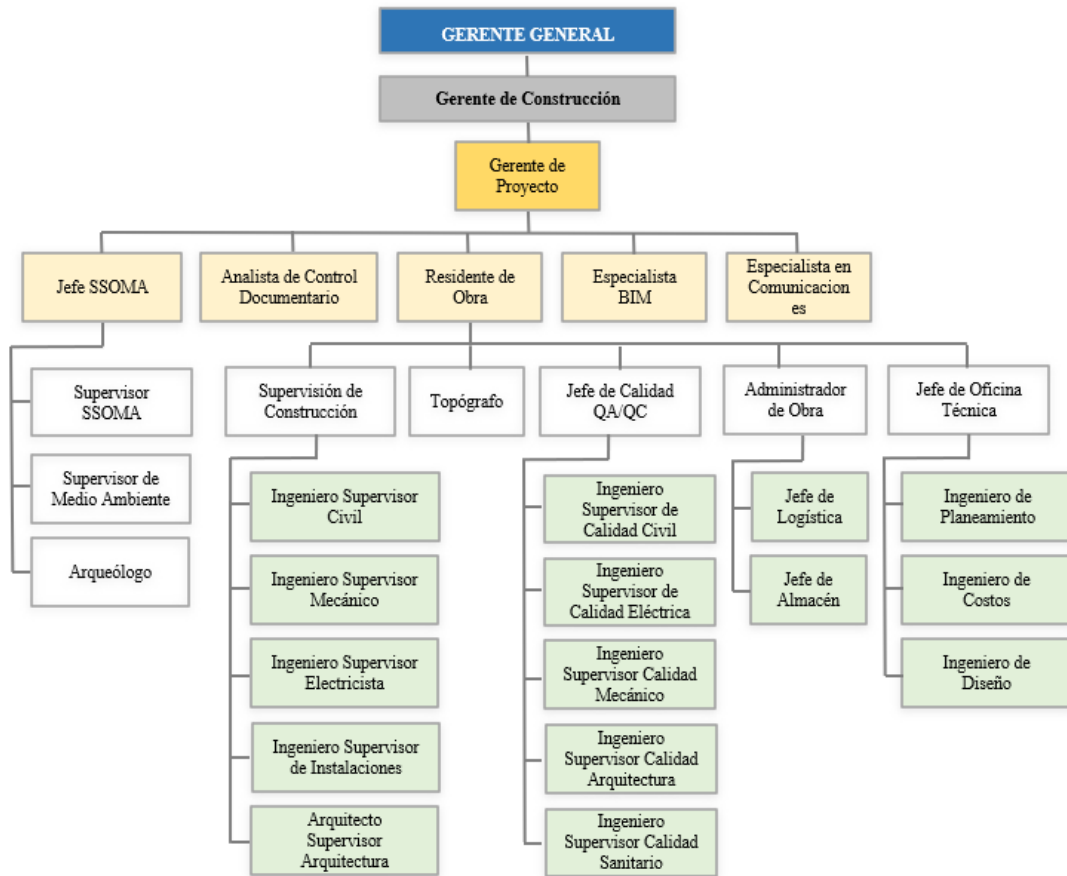 GERENTE GENERAL
Gerente de Construcción
Gerente de
Proyecto
Jefe SSOMA
Analista de Control
Documentario
Residente de
Obra
Especialista
BIM
Especialista en
Comunicacion
es
Supervisor
SSOMA
Supervisor de
Medio Ambiente
Arqueólogo
Supervisión de
Construcción
Topógrafo
Jefe de Calidad
QA/QC
Administrador
de Obra
Jefe de Oficina
Técnica
Ingeniero Supervisor
Civil
Ingeniero Supervisor
Mecánico
Ingeniero Supervisor
Electricista
Ingeniero Supervisor
de Instalaciones
Arquitecto
Supervisor
Arquitectura
Ingeniero
Supervisor de
Calidad Civil
Ingeniero
Supervisor de
Calidad Eléctrica
Ingeniero
Supervisor Calidad
Mecánico
Ingeniero
Supervisor Calidad
Arquitectura
Ingeniero
Supervisor Calidad
Sanitario
Jefe de
Logística
Jefe de
Almacén
Ingeniero de
Planeamiento
Ingeniero de
Costos
Ingeniero de
Diseño